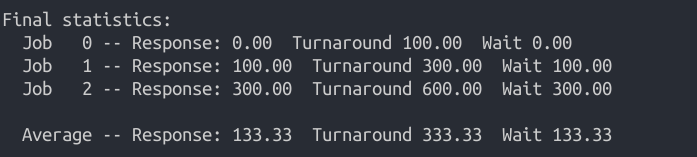 Final statistics:
  Job   0 -- Response: 0.00  Turnaround 100.00  Wait 0.00
  Job   1 -- Response: 100.00  Turnaround 300.00  Wait 100.00
  Job   2 -- Response: 300.00  Turnaround 600.00  Wait 300.00

  Average -- Response: 133.33  Turnaround 333.33  Wait 133.33